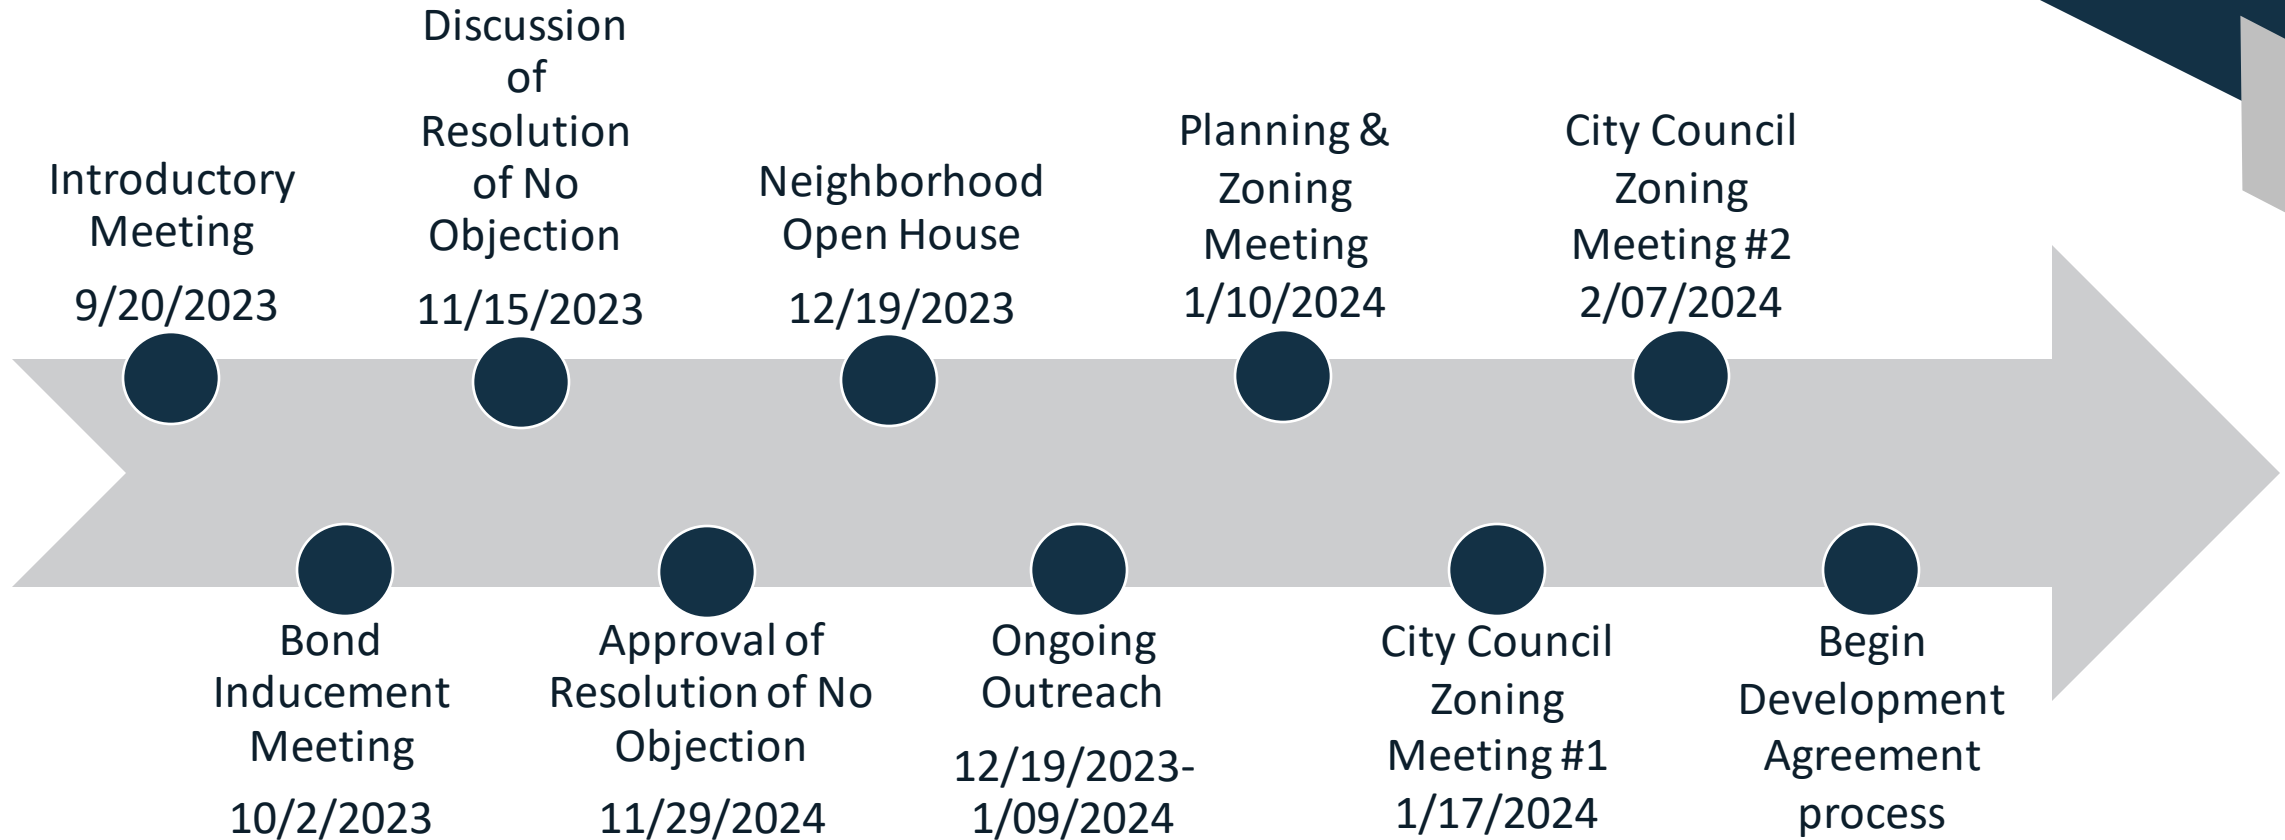 Introductory
Meeting
9/20/2023
Bond
Inducement
Meeting
10/2/2023
Discussion
of
Resolution
of No
Objection
11/15/2023
Approval of
Resolution of No
Objection
11/29/2024
Neighborhood
Open House
12/19/2023
Ongoing
Outreach
12/19/2023-
1/09/2024
Planning &
Zoning
Meeting
1/10/2024
City Council
Zoning
Meeting #1
1/17/2024
City Council
Zoning
Meeting #2
2/07/2024
Begin
Development
Agreement
process